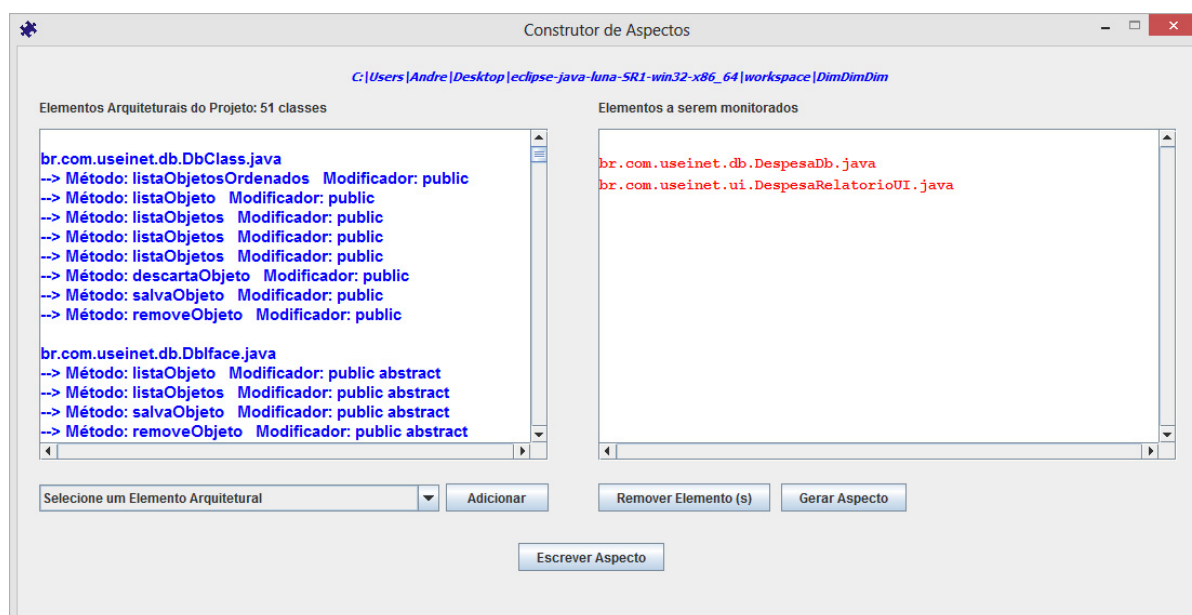 Construtor de Aspectos
C:|Users|Andre|Desktop|eclipse-java-luna-SR1-win32-x86_64|workspace|DimDimDim
Elementos Arquiteturais do Projeto: 51 classes
br.com.useinet.db.DbClass.java
--> Método: listaObjetosOrdenados Modificador: public
--> Método: listaObjeto Modificador: public
--> Método: listaObjetos Modificador: public
--> Método: listaObjetos Modificador: public
--> Método: listaObjetos Modificador: public
--> Método: descartaObjeto Modificador: public
--> Método: salvaObjeto Modificador: public
--> Método: removeObjeto Modificador: public
br.com.useinet.db.DbIface.java
--> Método: listaObjeto Modificador: public abstract
--> Método: listaObjetos Modificador: public abstract
--> Método: salvaObjeto Modificador: public abstract
--> Método: removeObjeto Modificador: public abstract
Selecione um Elemento Arquitetural
Adicionar
Elementos a serem monitorados
br.com.useinet.db.DespesaDb.java
br.com.useinet.ui.DespesaRelatorioUI.java
Remover Elemento (s)
Gerar Aspecto
Escrever Aspecto